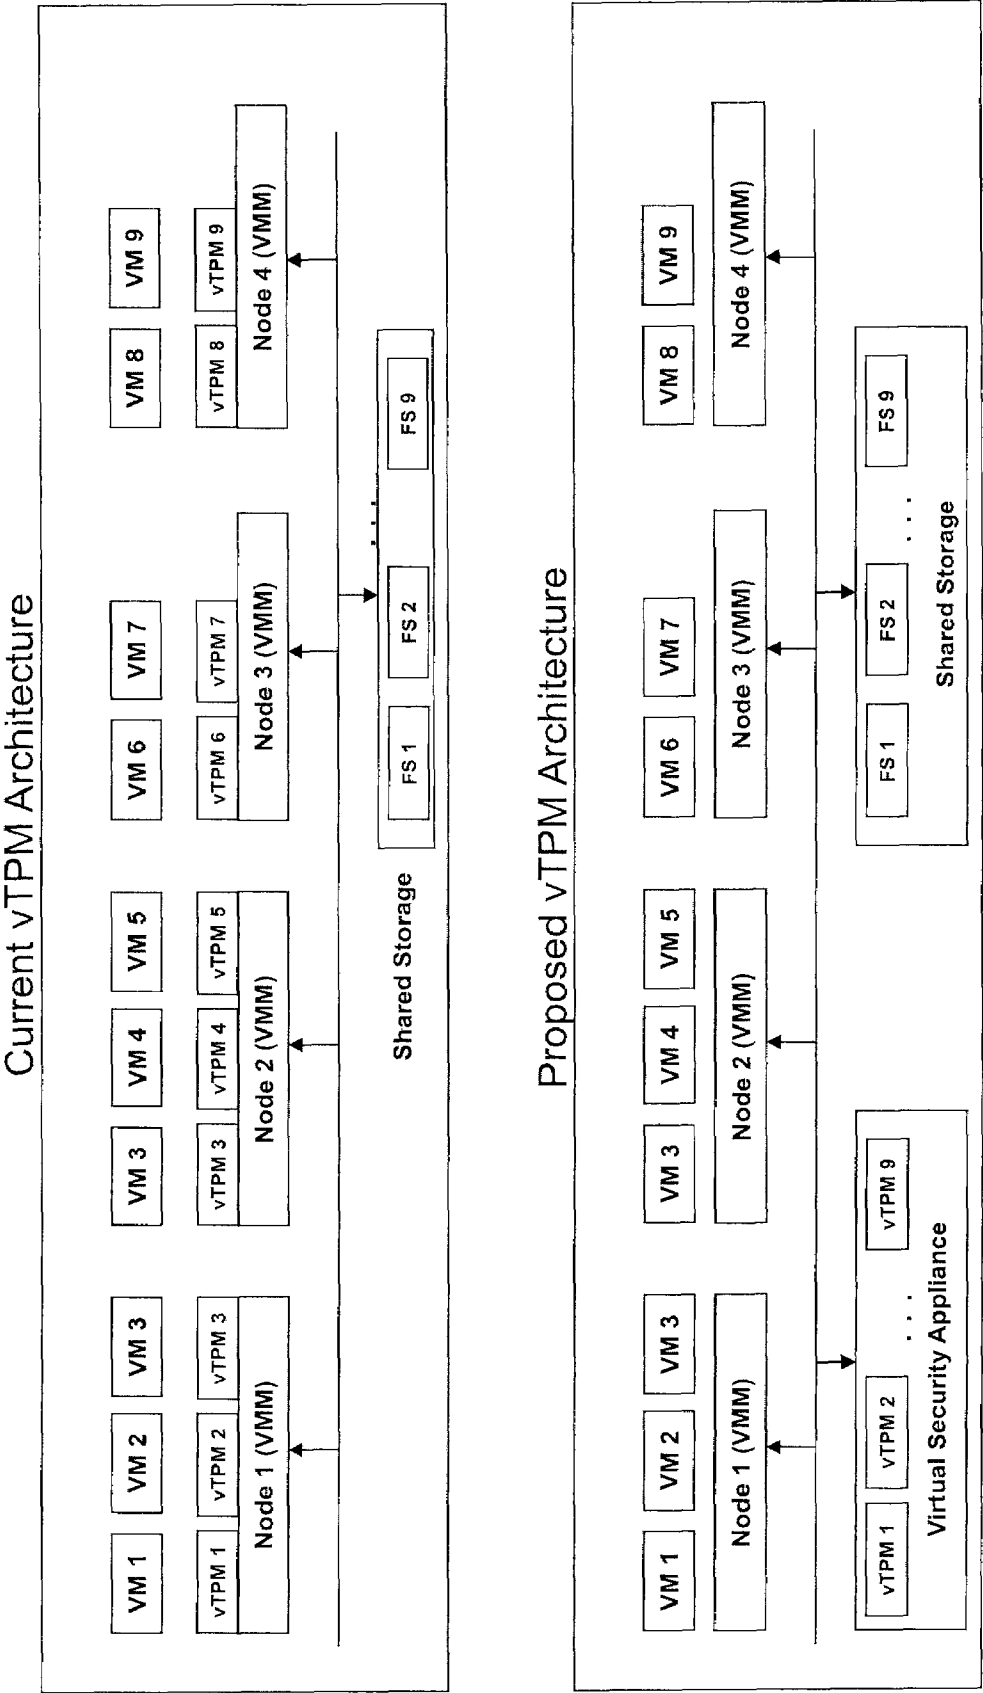 Current vTPM Architecture
VM 1 VM 2 VM 3 VM 3 VM 4 VM 5 VM 6 VM 7 VM 8 VM 9
vTPM 1 vTPM 2 vTPM 3 vTPM 3 vTPM 4 vTPM 5 vTPM 6 vTPM 7 vTPM 8 vTPM 9
Node 1 (VMM) Node 2 (VMM) Node 3 (VMM) Node 4 (VMM)
FS 1 FS 2 ... FS 9
Shared Storage
Proposed vTPM Architecture
VM 1 VM 2 VM 3 VM 3 VM 4 VM 5 VM 6 VM 7 VM 8 VM 9
Node 1 (VMM) Node 2 (VMM) Node 3 (VMM) Node 4 (VMM)
vTPM 1 vTPM 2 ... vTPM 9 FS 1 FS 2 ... FS 9
Virtual Security Appliance Shared Storage